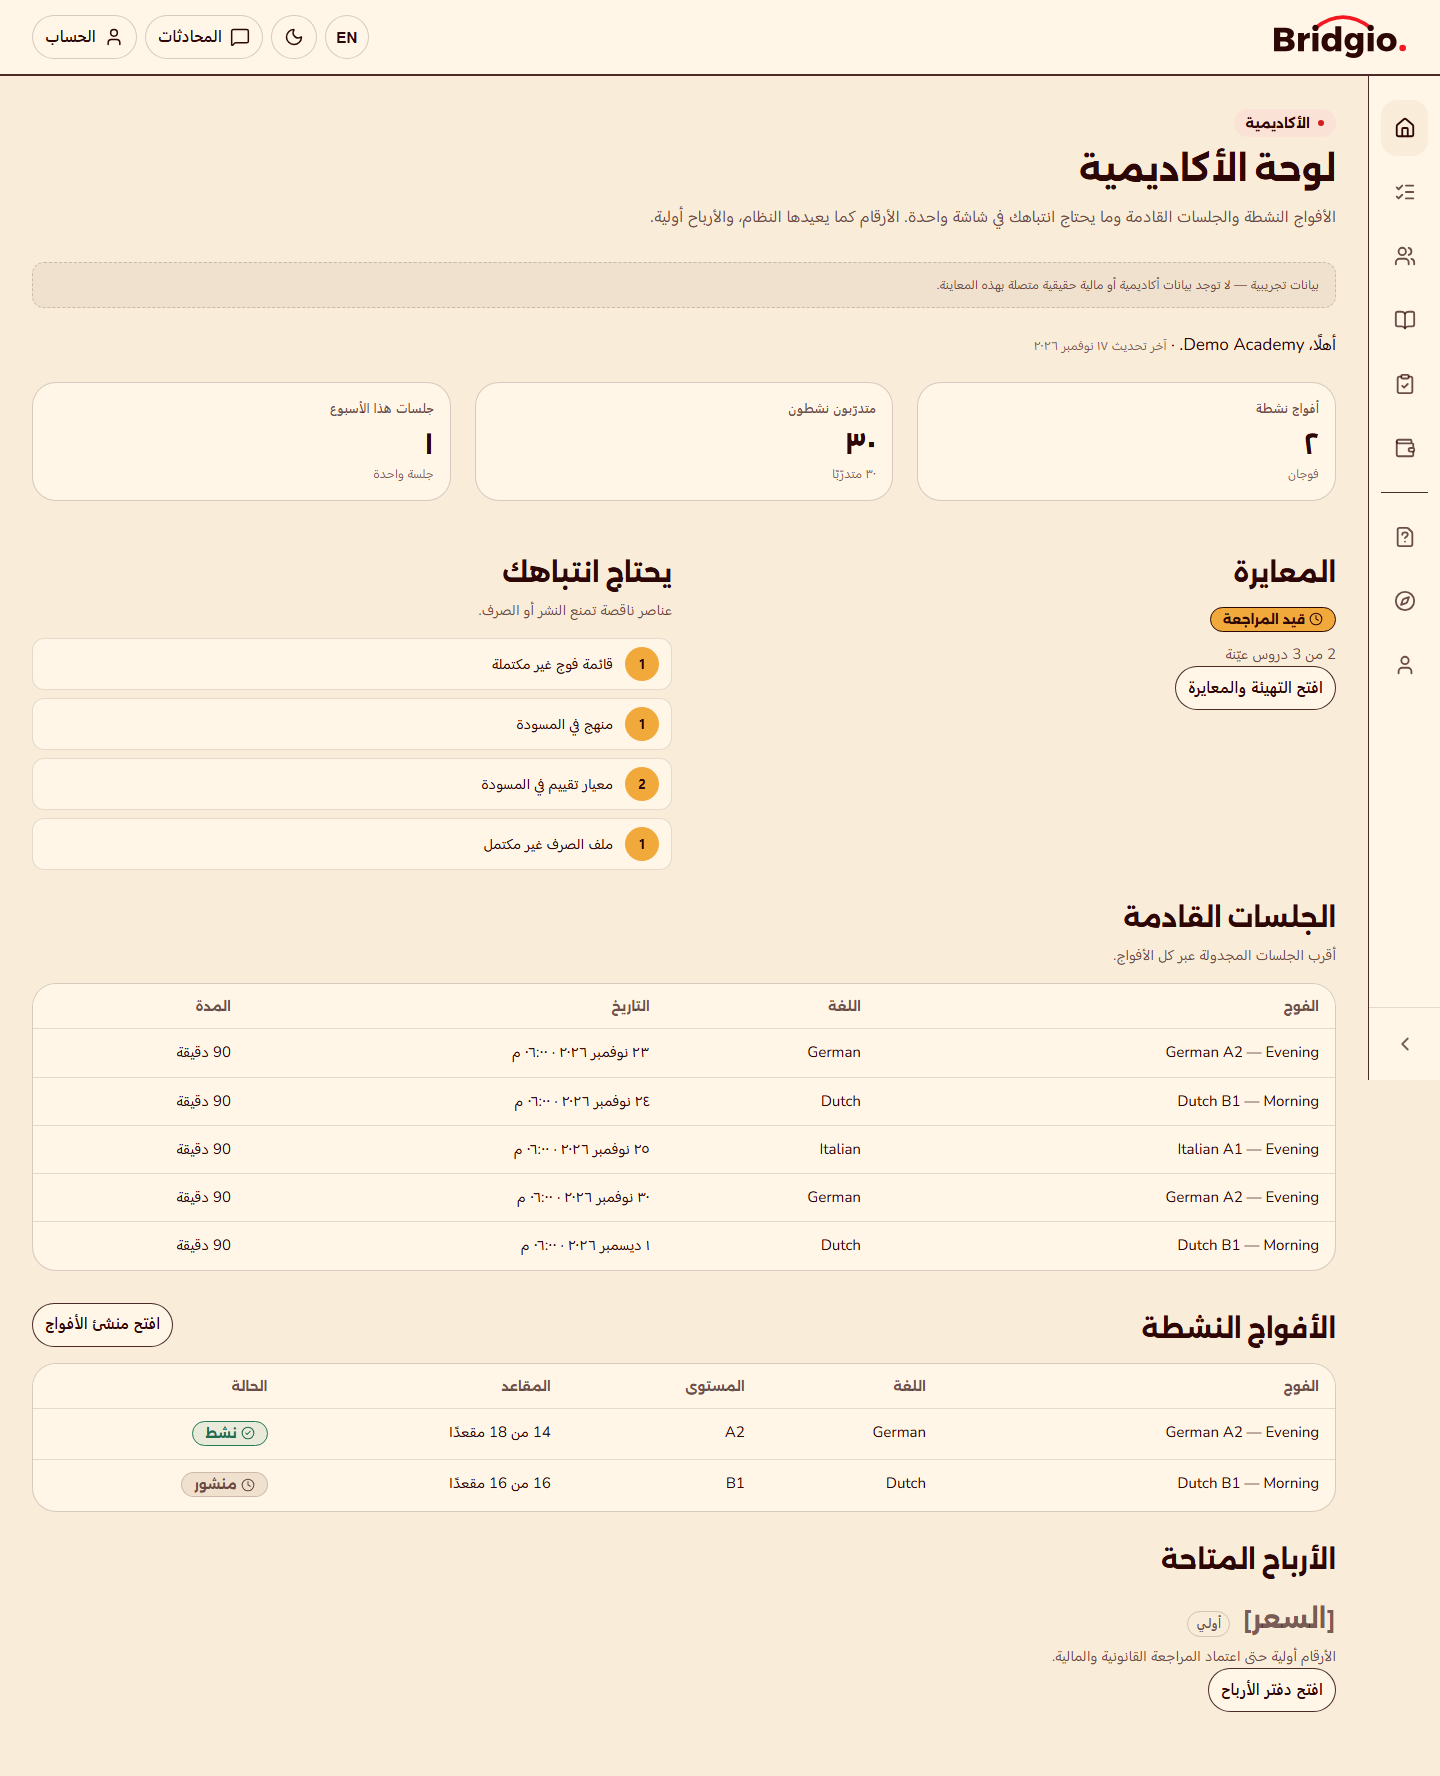 Bridgio.
EN
المحادثات
الحساب
الأكاديمية
لوحة الأكاديمية
الأفواج النشطة والجلسات القادمة وما يحتاج انتباهك في شاشة واحدة. الأرقام كما يعيدها النظام، والأرباح أولية.
بيانات تجريبية — لا توجد بيانات أكاديمية أو مالية حقيقية متصلة بهذه المعاينة.
أهلًا، Demo Academy. · آخر تحديث ١٧ نوفمبر ٢٠٢٦
أفواج نشطة
٢
فوجان
متدرّبون نشطون
٣٠
٣٠ متدرّبًا
جلسات هذا الأسبوع
١
جلسة واحدة
المعايرة
قيد المراجعة
2 من 3 دروس عيّنة
افتح التهيئة والمعايرة
يحتاج انتباهك
عناصر ناقصة تمنع النشر أو الصرف.
1 قائمة فوج غير مكتملة
1 منهج في المسودة
2 معيار تقييم في المسودة
1 ملف الصرف غير مكتمل
الجلسات القادمة
أقرب الجلسات المجدولة عبر كل الأفواج.
الفوج اللغة التاريخ المدة
German A2 — Evening German ٢٣ نوفمبر ٢٠٢٦ · ٠٦:٠٠ م 90 دقيقة
Dutch B1 — Morning Dutch ٢٤ نوفمبر ٢٠٢٦ · ٠٦:٠٠ م 90 دقيقة
Italian A1 — Evening Italian ٢٥ نوفمبر ٢٠٢٦ · ٠٦:٠٠ م 90 دقيقة
German A2 — Evening German ٣٠ نوفمبر ٢٠٢٦ · ٠٦:٠٠ م 90 دقيقة
Dutch B1 — Morning Dutch ١ ديسمبر ٢٠٢٦ · ٠٦:٠٠ م 90 دقيقة
الأفواج النشطة
افتح منشئ الأفواج
الفوج اللغة المستوى المقاعد الحالة
German A2 — Evening German A2 14 من 18 مقعدًا نشط
Dutch B1 — Morning Dutch B1 16 من 16 مقعدًا منشور
الأرباح المتاحة
[السعر] أولي
الأرقام أولية حتى اعتماد المراجعة القانونية والمالية.
افتح دفتر الأرباح